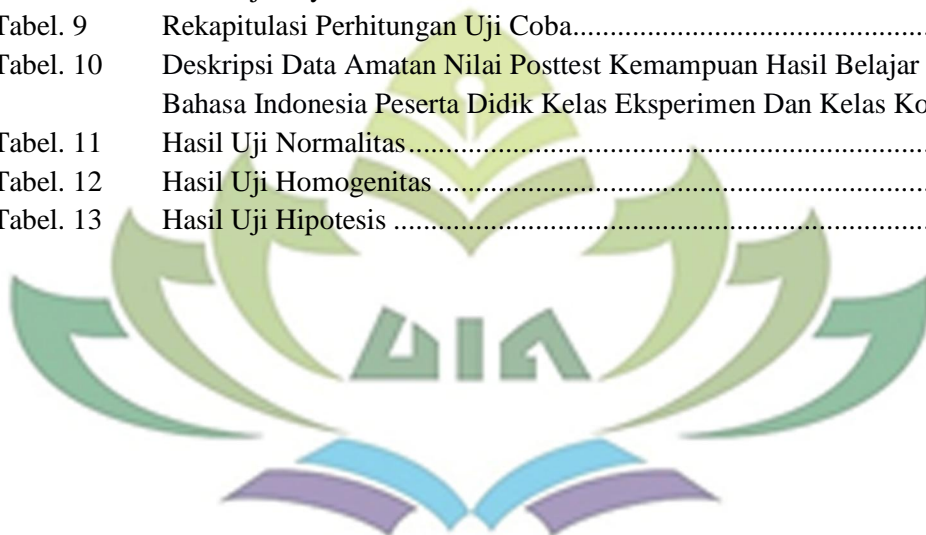 Tabel. 9 Rekapitulasi Perhitungan Uji Coba
Tabel. 10 Deskripsi Data Amatan Nilai Posttest Kemampuan Hasil Belajar
Bahasa Indonesia Peserta Didik Kelas Eksperimen Dan Kelas
Tabel. 11 Hasil Uji Normalitas
Tabel. 12 Hasil Uji Homogenitas
Tabel. 13 Hasil Uji Hipotesis
UIN